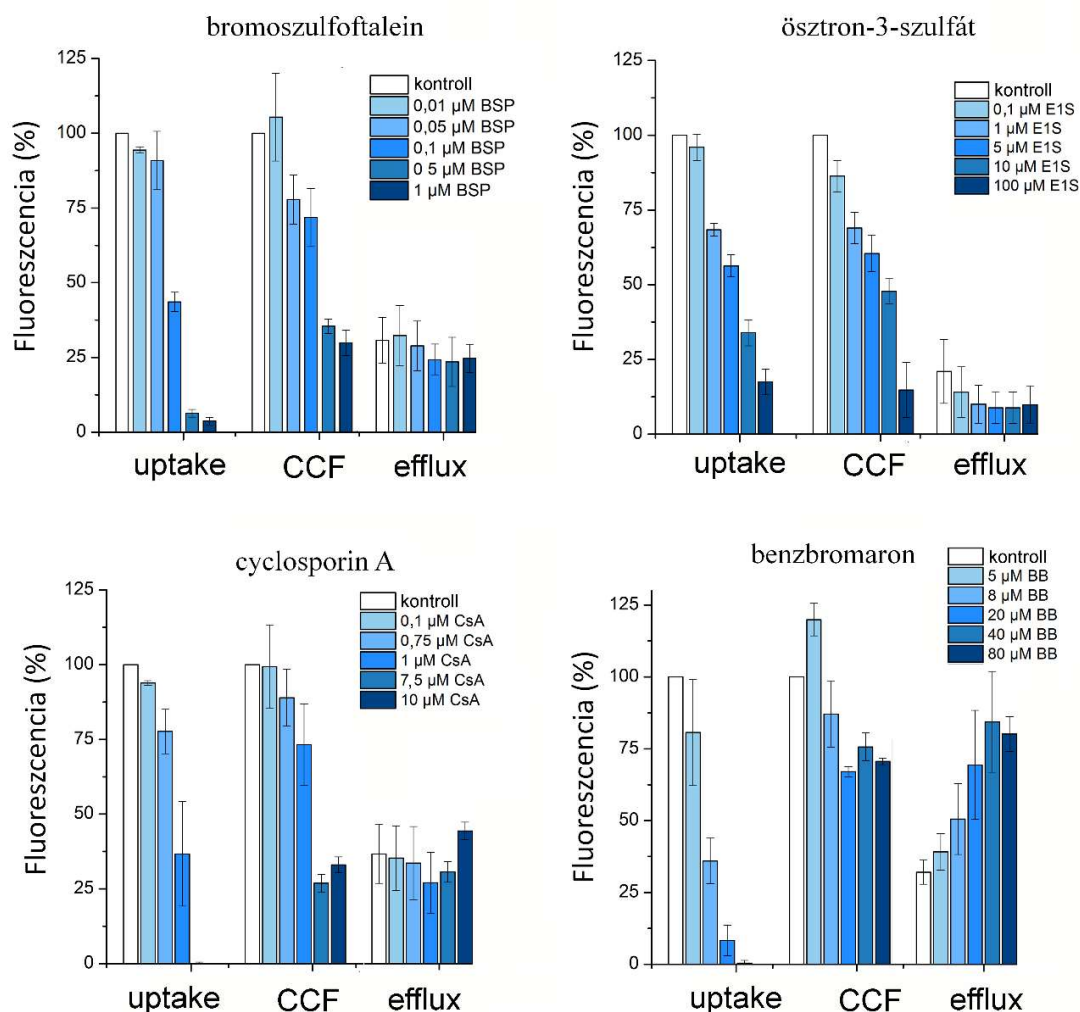 bromoszulfoftalein
Fluoreszcencia (%)
125
100
75
50
25
0
kontroll
0,01 µM BSP
0,05 µM BSP
0,1 µM BSP
0 5 µM BSP
1 µM BSP
uptake
CCF
efflux
ösztron-3-szulfát
Fluoreszcencia (%)
125
100
75
50
25
0
kontroll
0,1 µM E1S
1 µM E1S
5 µM E1S
10 µM E1S
100 µM E1S
uptake
CCF
efflux
cyclosporin A
Fluoreszcencia (%)
125
100
75
50
25
0
kontroll
0,1 µM CsA
0,75 µM CsA
1 µM CsA
7,5 µM CsA
10 µM CsA
uptake
CCF
efflux
benzbromaron
Fluoreszcencia (%)
125
100
75
50
25
0
kontroll
5 µM BB
8 µM BB
20 µM BB
40 µM BB
80 µM BB
uptake
CCF
efflux